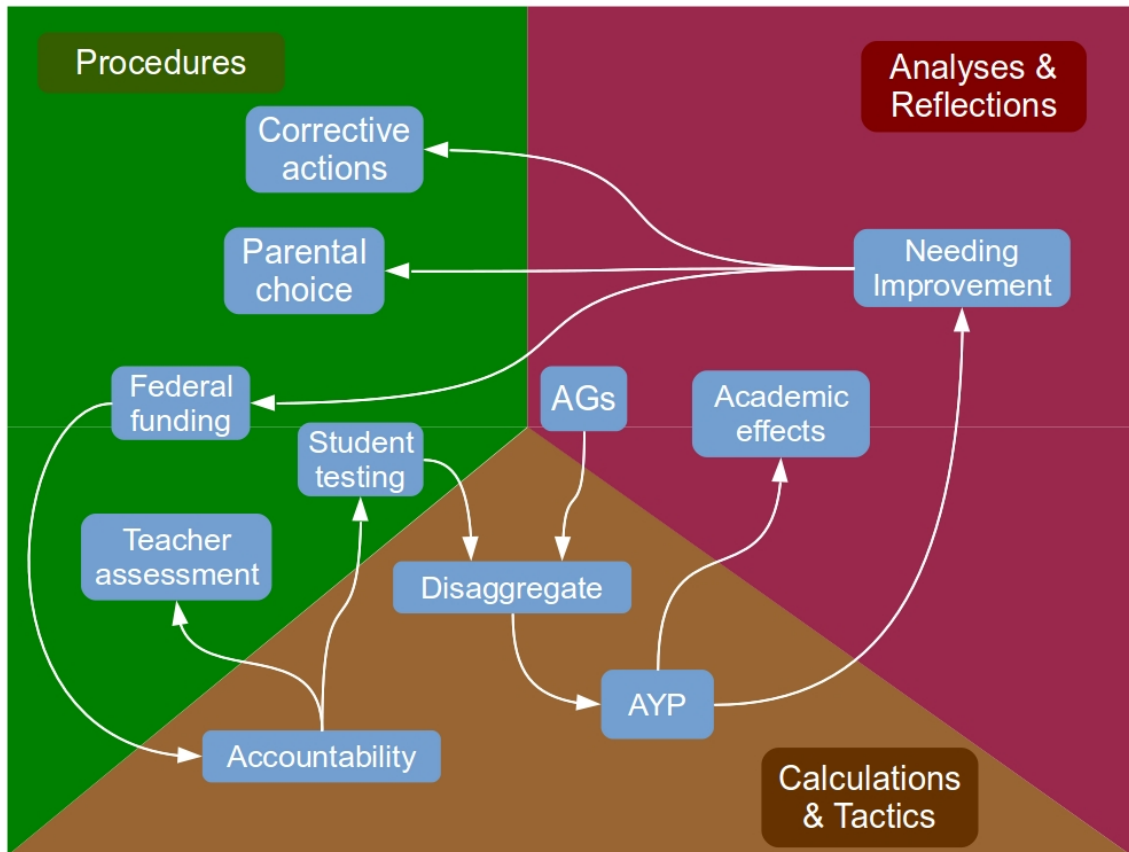 Procedures
Analyses &
Reflections
Corrective
actions
Parental
choice
Needing
Improvement
Federal
funding
AGs
Academic
effects
Student
testing
Teacher
assessment
Disaggregate
AYP
Accountability
Calculations
& Tactics